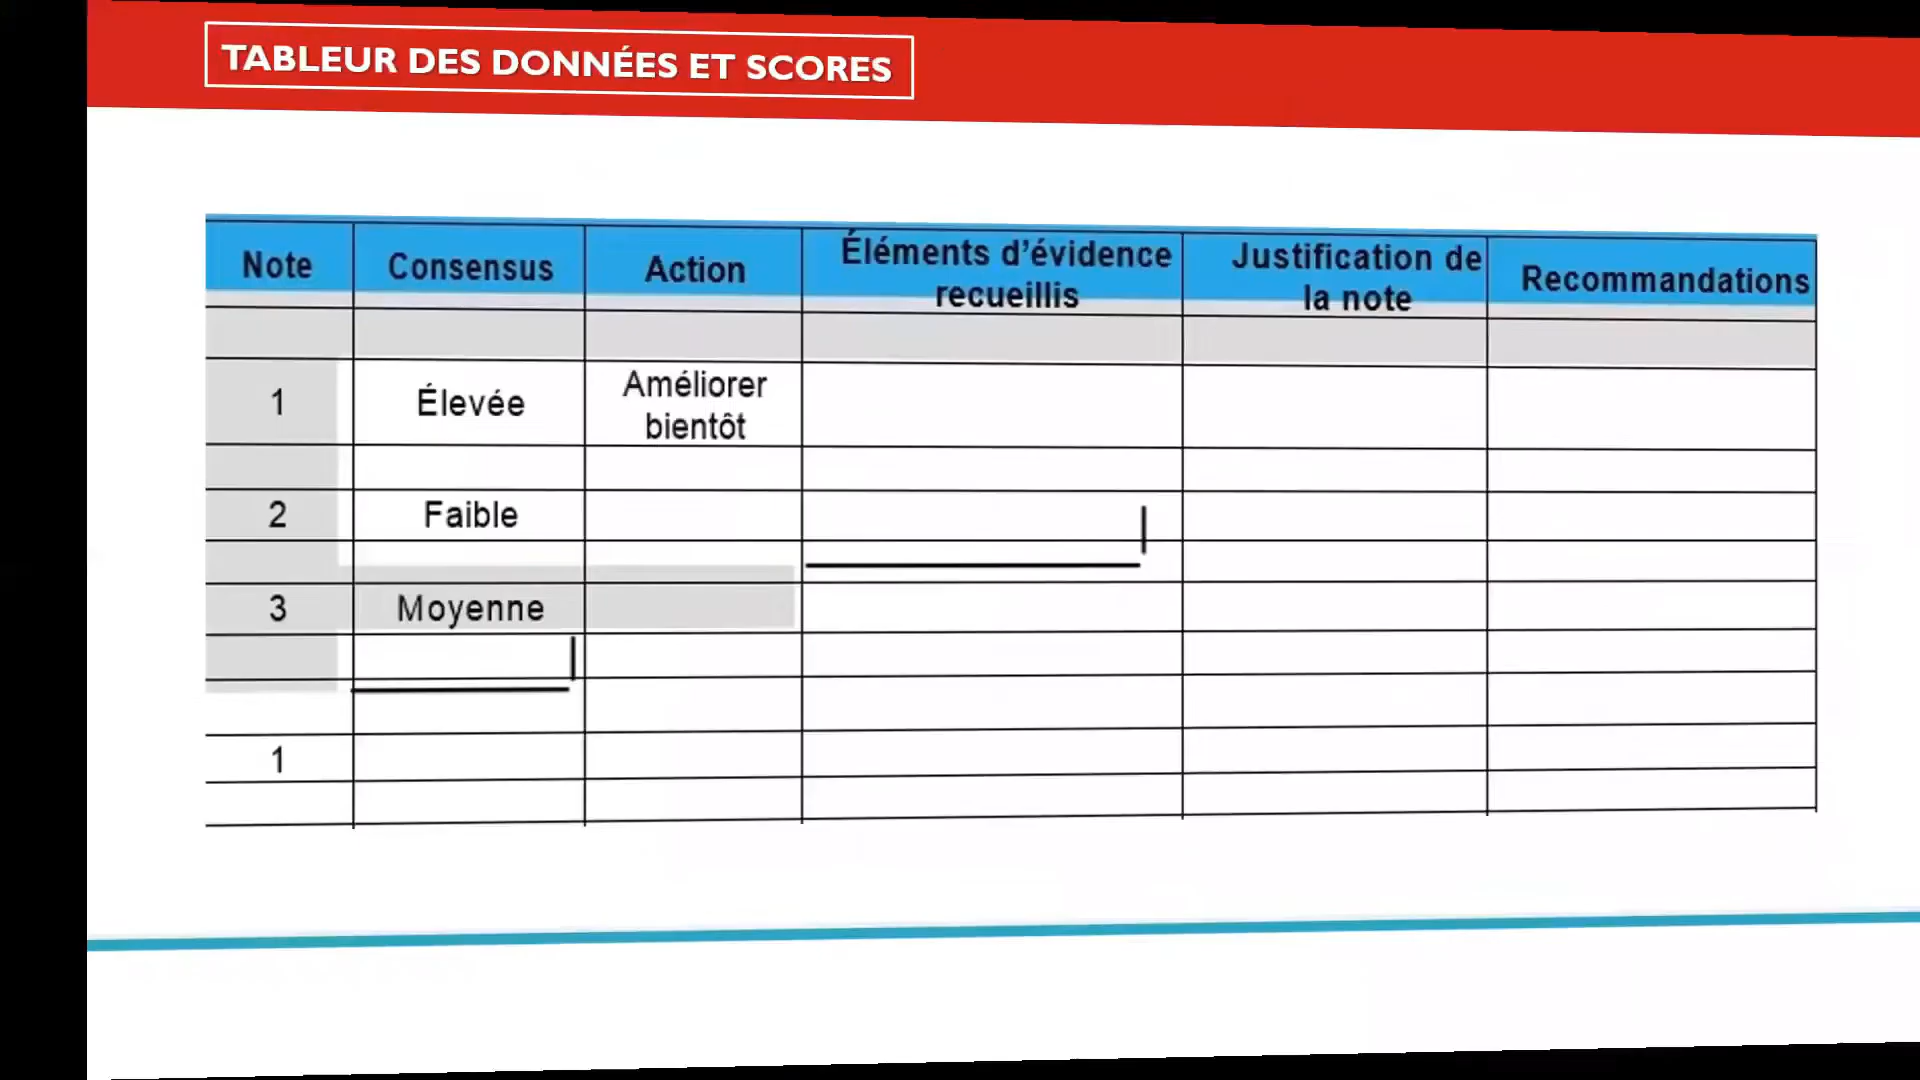 TABLEUR DES DONNÉES ET SCORES
Note Consensus Action Éléments d'évidence recueillis Justification de la note Recommandations
1 Élevée Améliorer bientôt
2 Faible
3 Moyenne
1